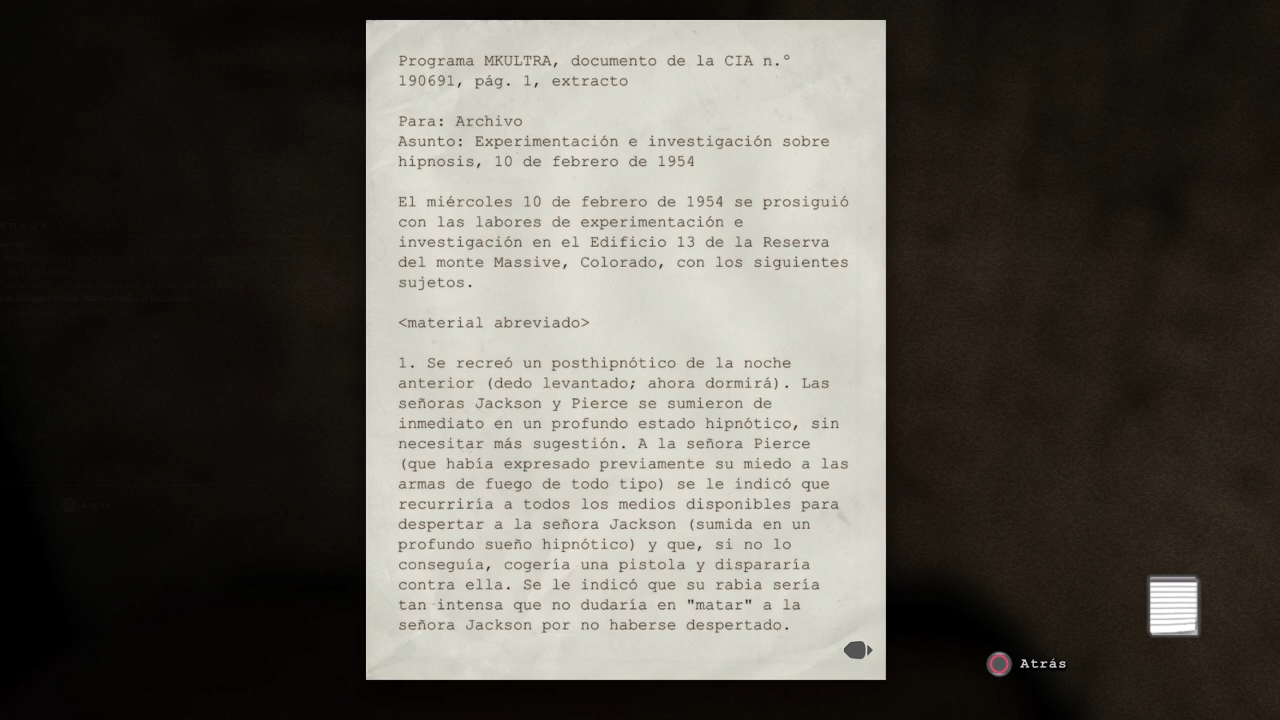 Programa MKULTRA, documento de la CIA n.º
190691, pág. 1, extracto
Para: Archivo
Asunto: Experimentación e investigación sobre
hipnosis, 10 de febrero de 1954
El miércoles 10 de febrero de 1954 se prosiguió
con las labores de experimentación e
investigación en el Edificio 13 de la Reserva
del monte Massive, Colorado, con los siguientes
sujetos.
<material abreviado>
1. Se recreó un posthipnótico de la noche
anterior (dedo levantado; ahora dormirá). Las
señoras Jackson y Pierce se sumieron de
inmediato en un profundo estado hipnótico, sin
necesitar más sugestión. A la señora Pierce
(que había expresado previamente su miedo a las
armas de fuego de todo tipo) se le indicó que
recurriría a todos los medios disponibles para
despertar a la señora Jackson (sumida en un
profundo sueño hipnótico) y que, si no lo
conseguía, cogería una pistola y dispararía
contra ella. Se le indicó que su rabia sería
tan intensa que no dudaría en "matar" a la
señora Jackson por no haberse despertado.
Atrás